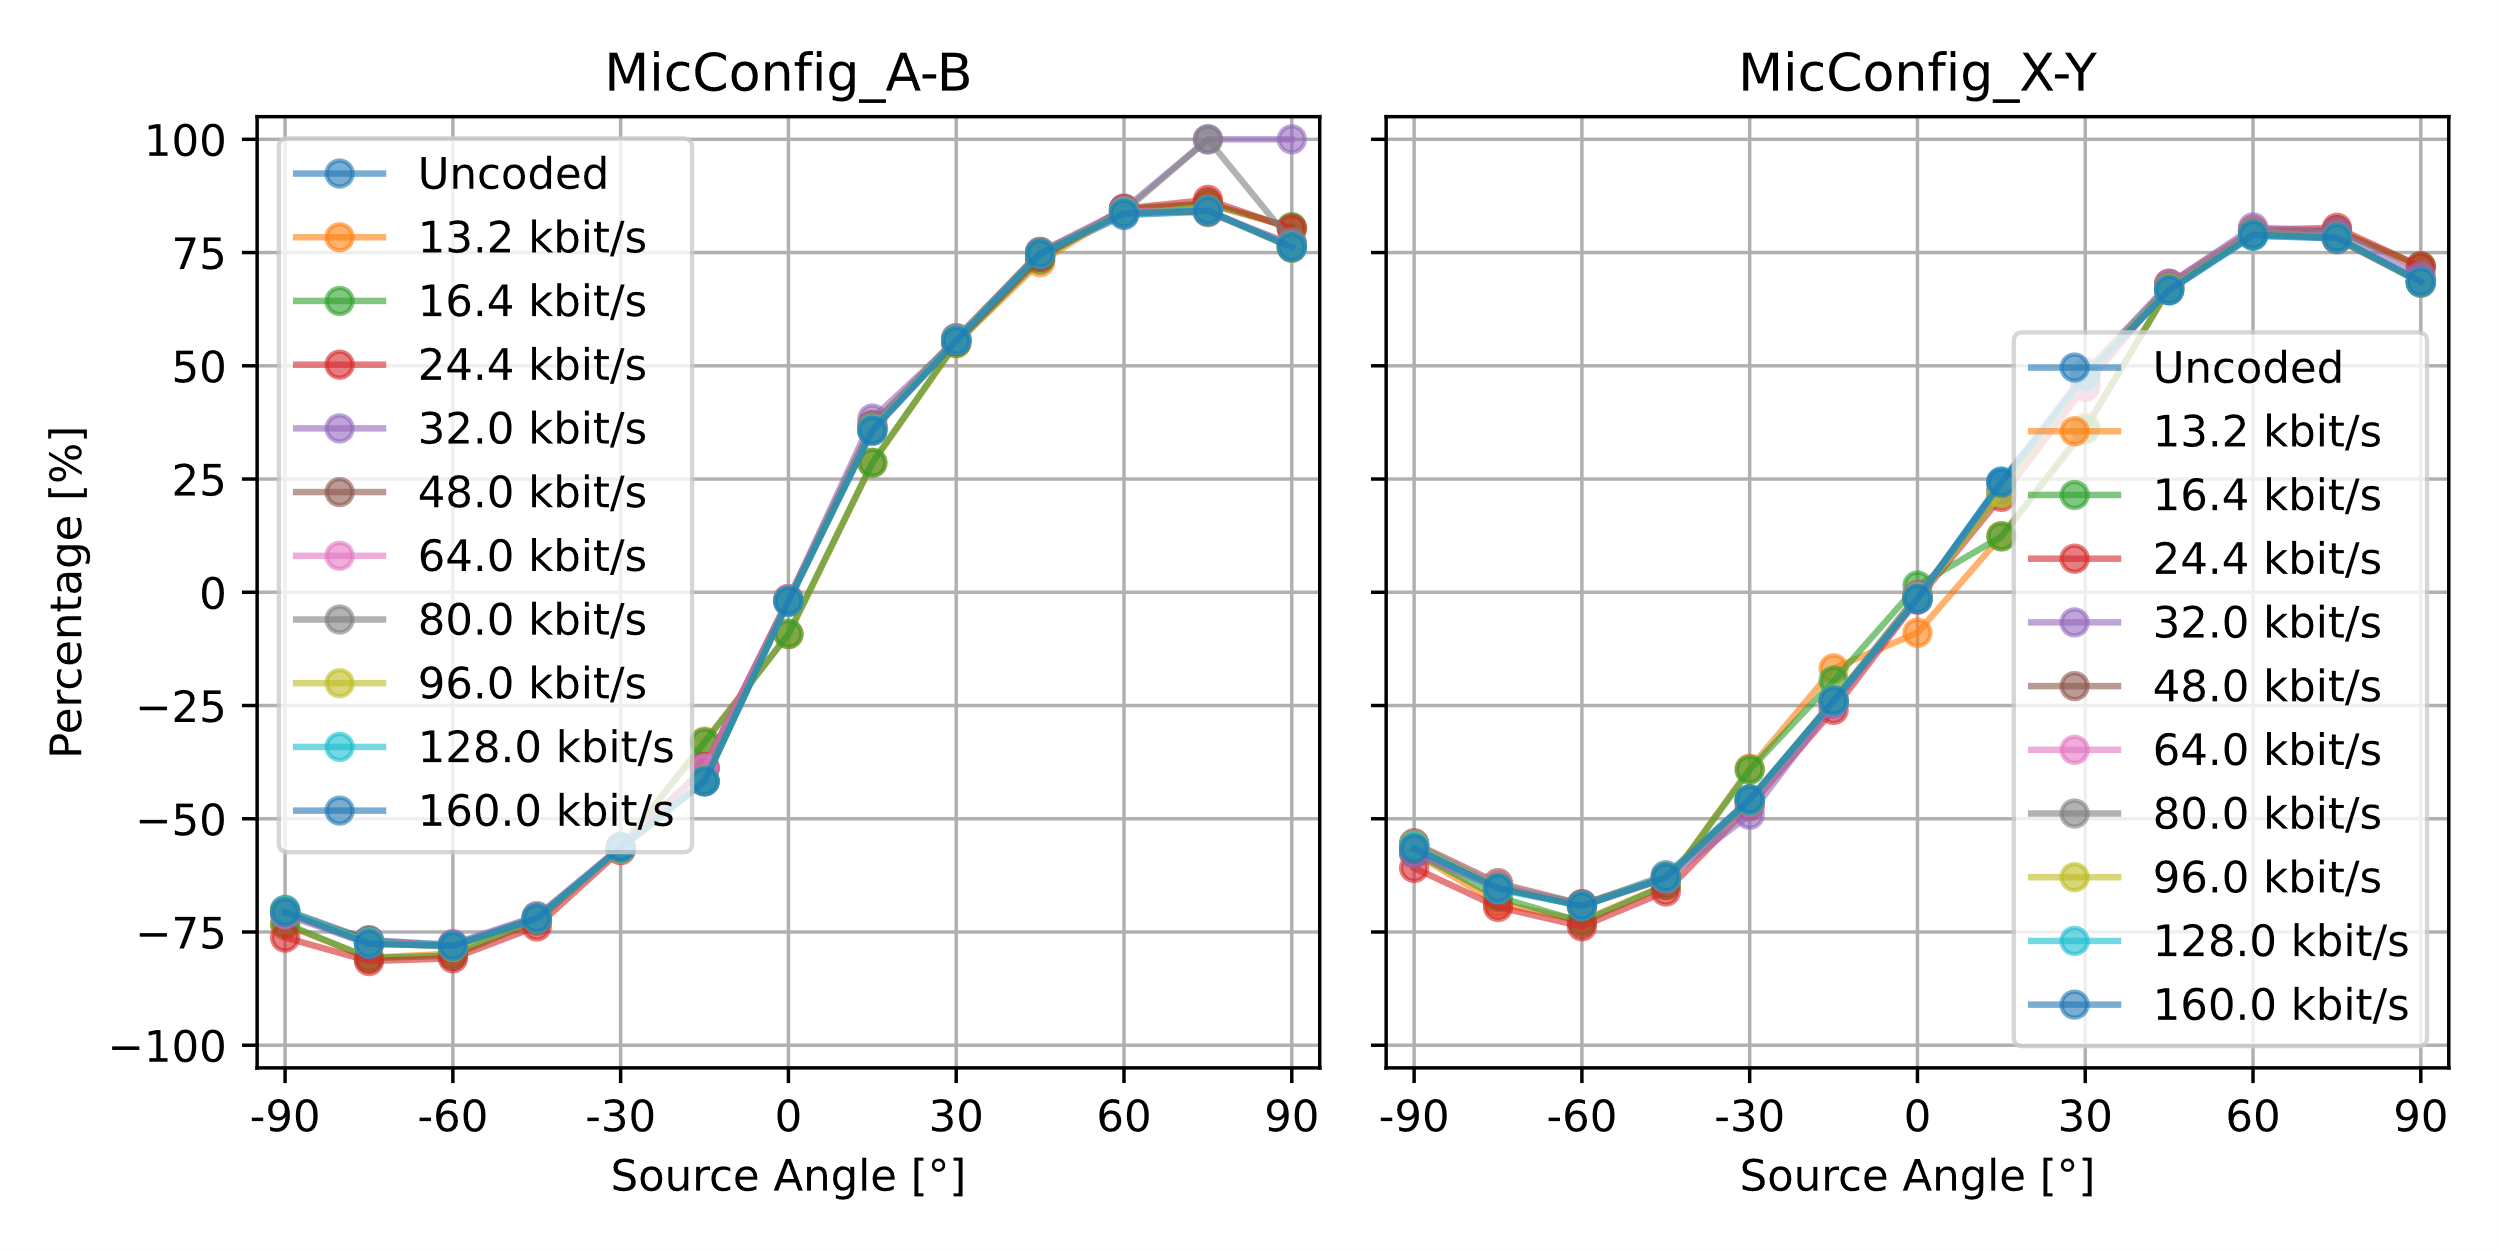 MicConfig_A-B
MicConfig_X-Y
Percentage [%]
100
75
50
25
0
−25
−50
−75
−100
Uncoded
13.2 kbit/s
16.4 kbit/s
24.4 kbit/s
32.0 kbit/s
48.0 kbit/s
64.0 kbit/s
80.0 kbit/s
96.0 kbit/s
128.0 kbit/s
160.0 kbit/s
-90 -60 -30 0 30 60 90
Source Angle [°]
Uncoded
13.2 kbit/s
16.4 kbit/s
24.4 kbit/s
32.0 kbit/s
48.0 kbit/s
64.0 kbit/s
80.0 kbit/s
96.0 kbit/s
128.0 kbit/s
160.0 kbit/s
-90 -60 -30 0 30 60 90
Source Angle [°]